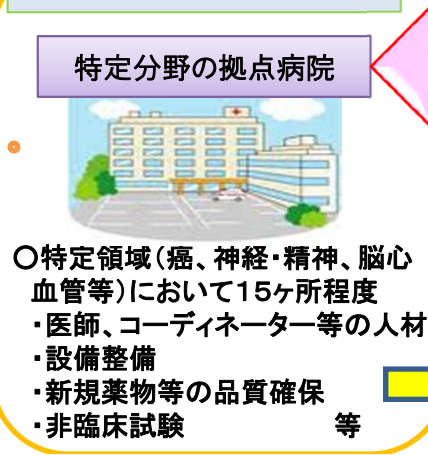 特定分野の拠点病院
〇特定領域(癌、神経・精神、脳心
血管等)において15ヶ所程度
・医師、コーディネーター等の人材
・設備整備
・新規薬物等の品質確保
・非臨床試験 等